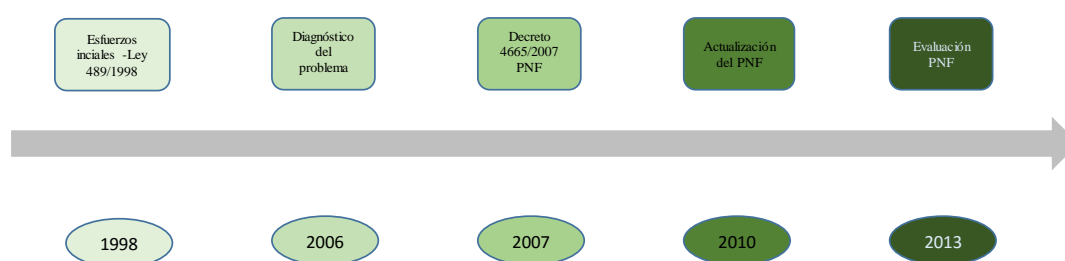 Esfuerzos
inciales -Ley
489/1998
Diagnóstico
del
problema
Decreto
4665/2007
PNF
Actualización
del PNF
Evaluación
PNF
1998
2006
2007
2010
2013